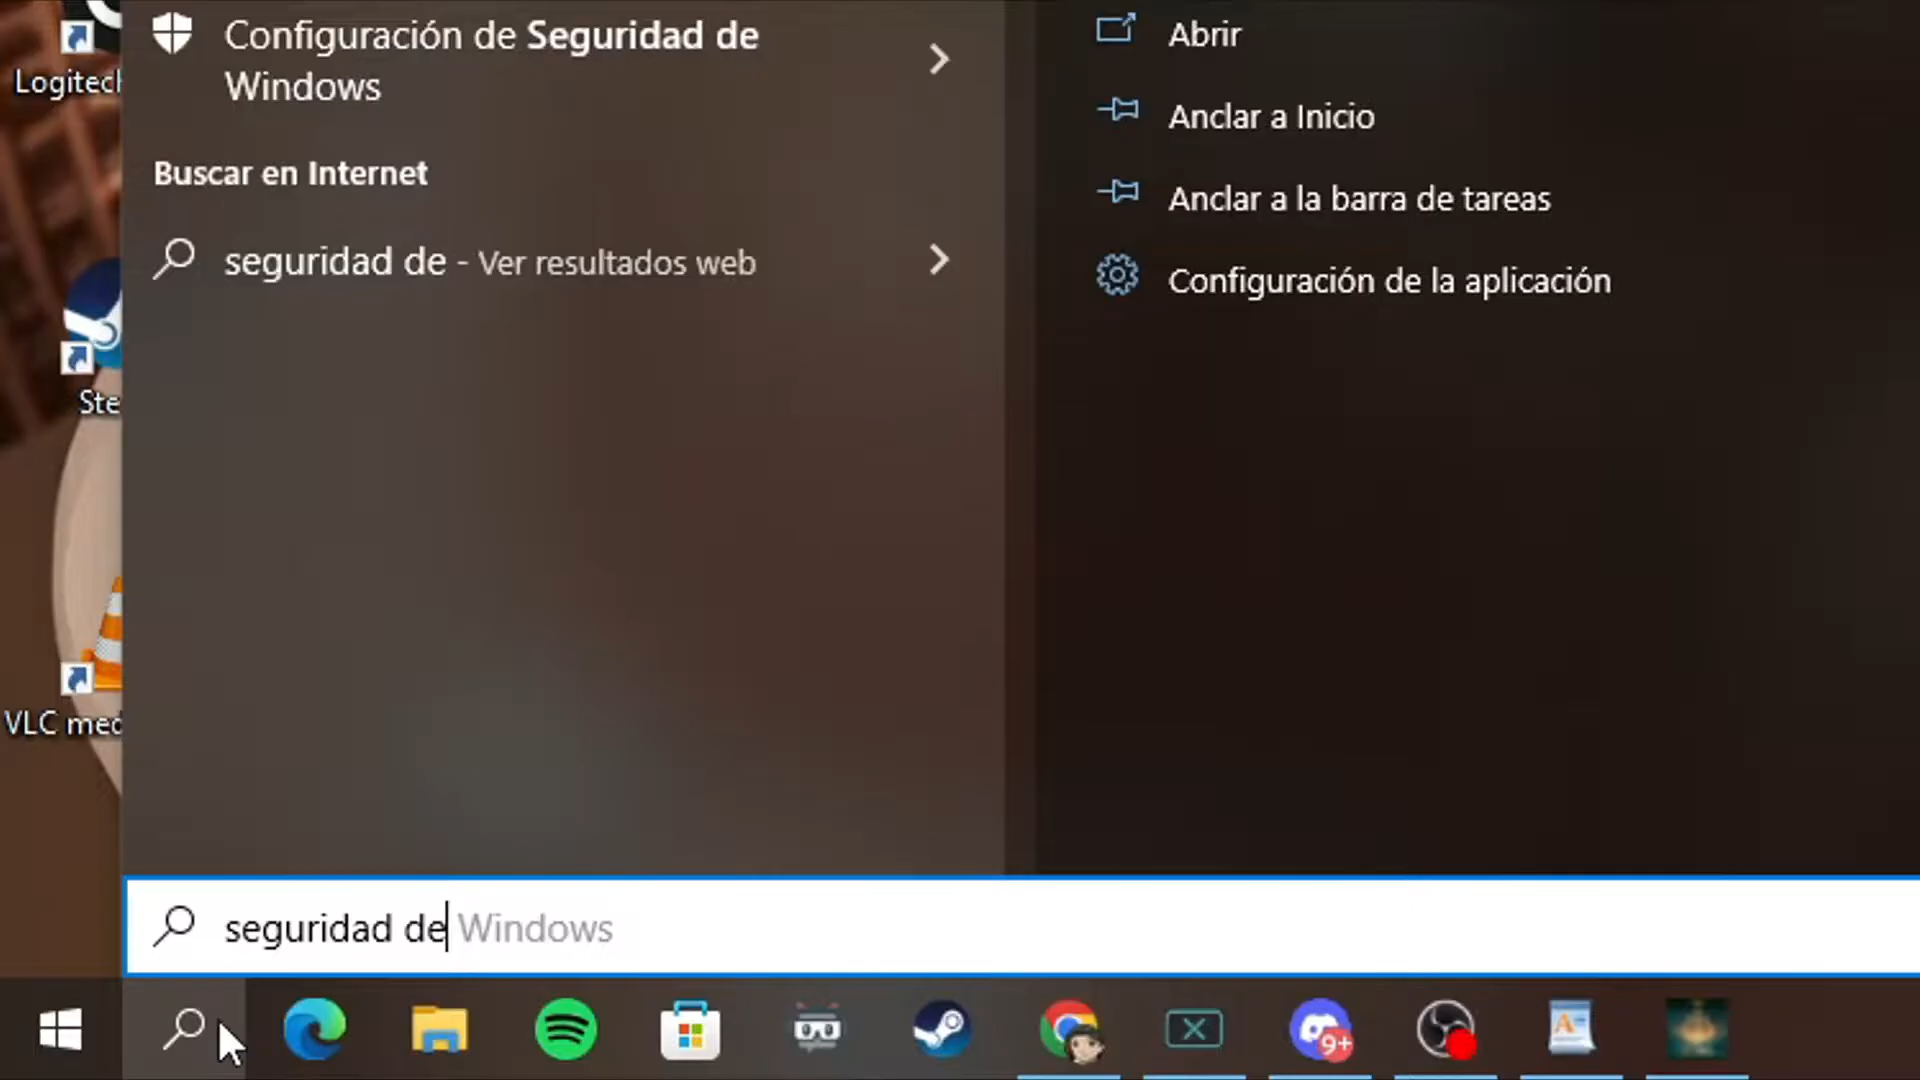 Logitech
Configuración de Seguridad de
Windows
Buscar en Internet
seguridad de - Ver resultados web
Abrir
Anclar a Inicio
Anclar a la barra de tareas
Configuración de la aplicación
Ste
VLC med
seguridad de Windows
9+